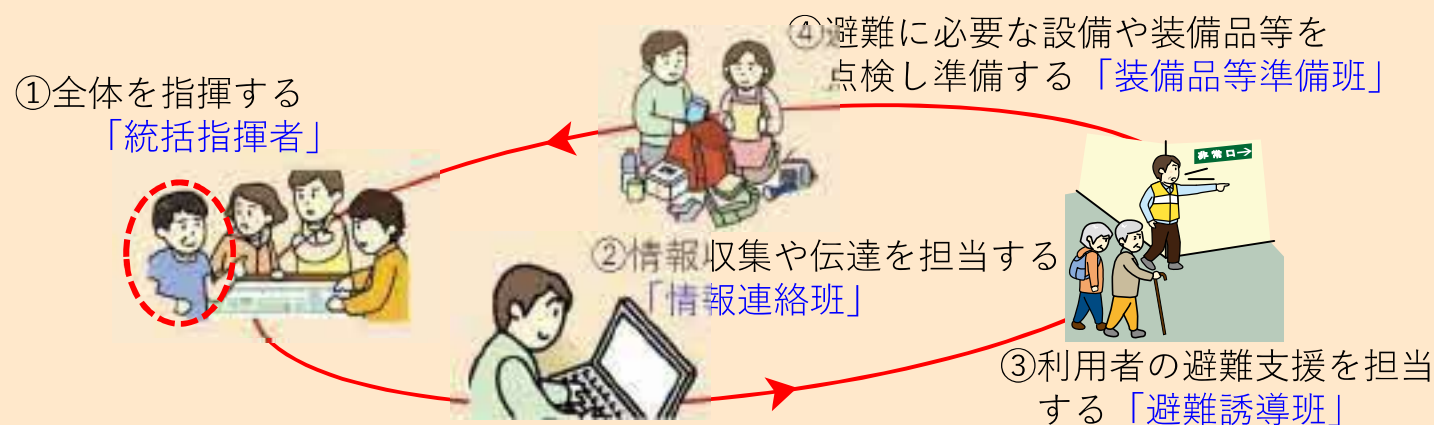 ①全体を指揮する
「統括指揮者」
②情報収集や伝達を担当する
「情報連絡班」
③利用者の避難支援を担当
する「避難誘導班」
④避難に必要な設備や装備品等を
点検し準備する「装備品等準備班」
非常口→